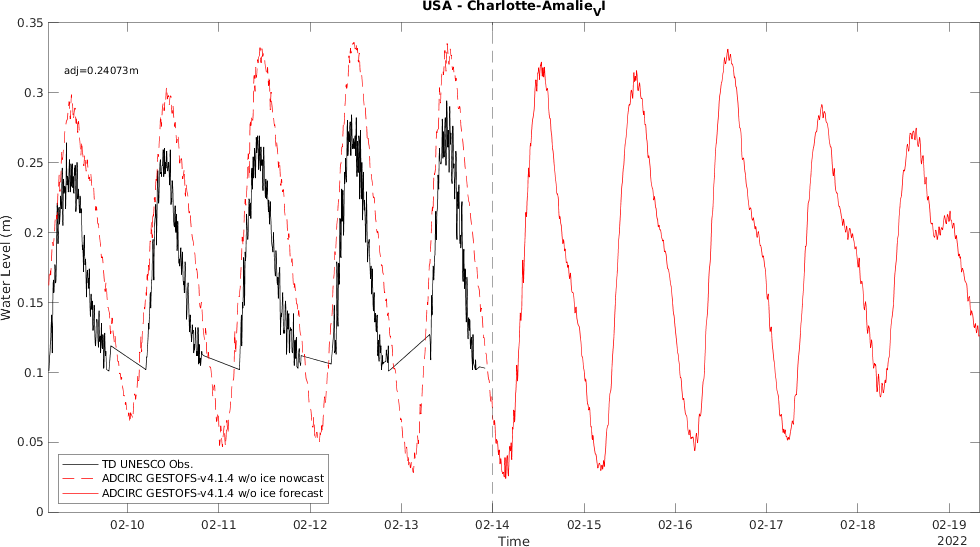 USA - Charlotte-Amalie_VI
adj=0.24073m
0.35
0.3
0.25
0.2
0.15
0.1
0.05
0
Water Level (m)
TD UNESCO Obs.
ADCIRC GESTOFS-v4.1.4 w/o ice nowcast
ADCIRC GESTOFS-v4.1.4 w/o ice forecast
02-10 02-11 02-12 02-13 02-14 02-15 02-16 02-17 02-18 02-19
Time
2022